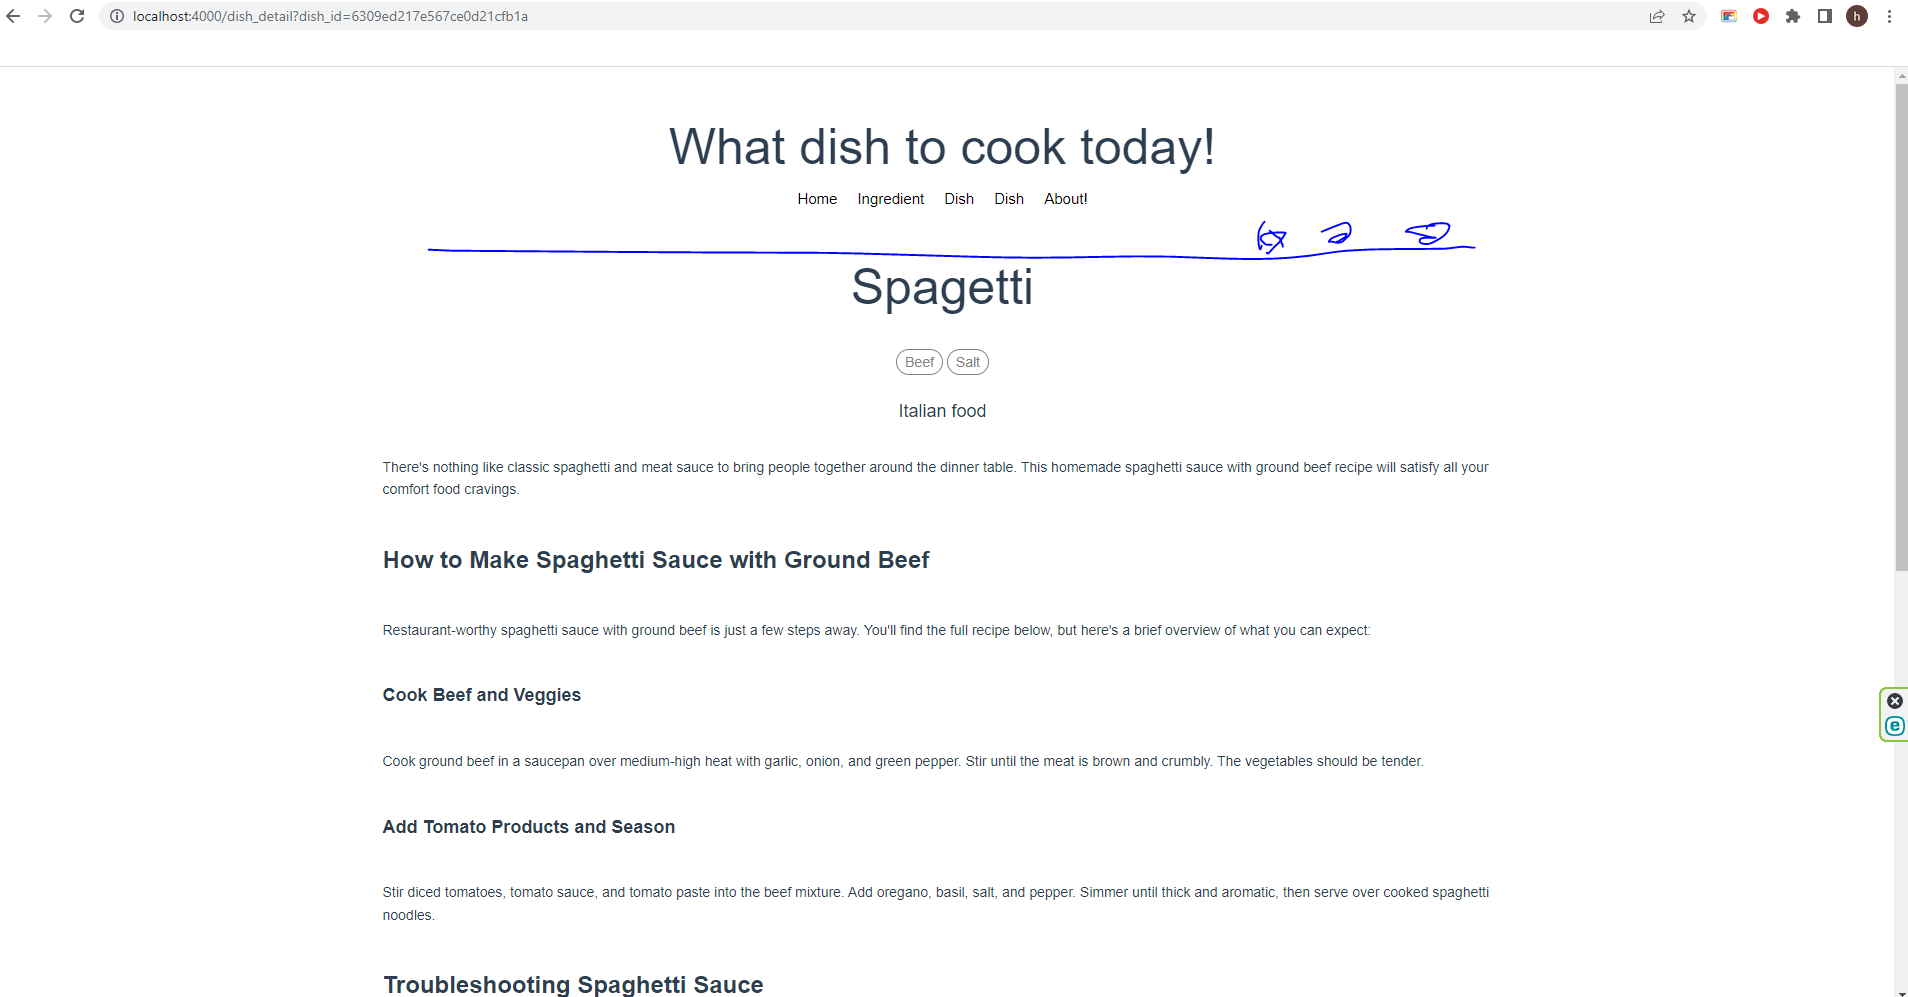 localhost:4000/dish_detail?dish_id=6309ed217e567ce0d21cfb1a
h
What dish to cook today!
Home Ingredient Dish Dish About!
Spagetti
Beef Salt
Italian food
There's nothing like classic spaghetti and meat sauce to bring people together around the dinner table. This homemade spaghetti sauce with ground beef recipe will satisfy all your
comfort food cravings.
How to Make Spaghetti Sauce with Ground Beef
Restaurant-worthy spaghetti sauce with ground beef is just a few steps away. You'll find the full recipe below, but here's a brief overview of what you can expect:
Cook Beef and Veggies
Cook ground beef in a saucepan over medium-high heat with garlic, onion, and green pepper. Stir until the meat is brown and crumbly. The vegetables should be tender.
Add Tomato Products and Season
Stir diced tomatoes, tomato sauce, and tomato paste into the beef mixture. Add oregano, basil, salt, and pepper. Simmer until thick and aromatic, then serve over cooked spaghetti
noodles.
Troubleshooting Spaghetti Sauce